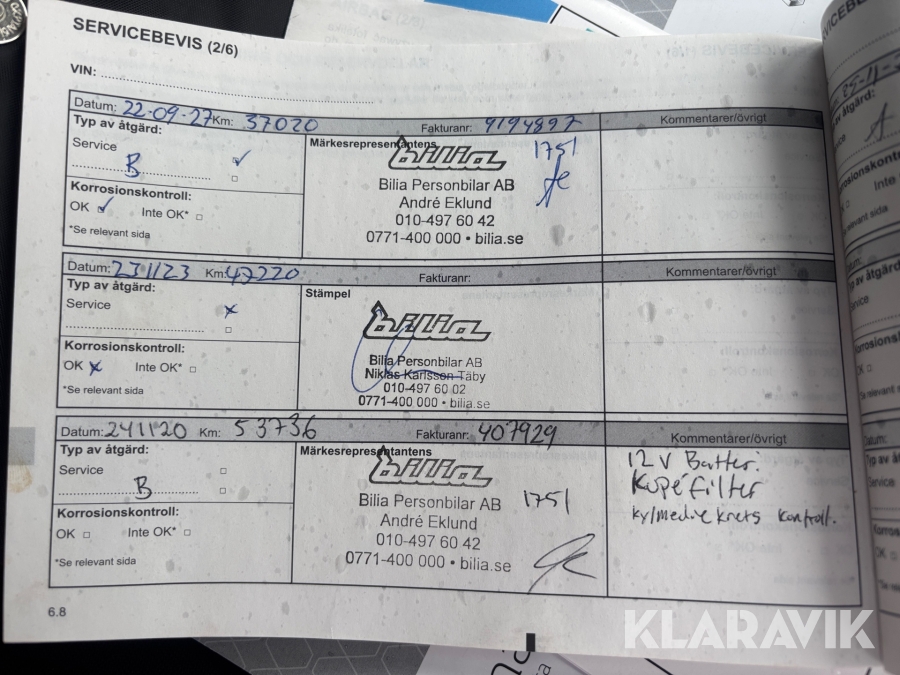 SERVICEBEVIS (2/6)
VIN:
Datum: 22-09-27 Km: 37020 Fakturanr: 9194897 Kommentarer/övrigt
Typ av åtgärd: Märkesrepresentantens
Service bilia 1751
B Bilia Personbilar AB
Korrosionskontroll: André Eklund
OK Inte OK* 010-497 60 42
*Se relevant sida 0771-400 000 • bilia.se
Datum: 231123 Km: 47220 Fakturanr: Kommentarer/övrigt
Typ av åtgärd: Stämpel
Service bilia
Korrosionskontroll: Bilia Personbilar AB
OK Inte OK* Niklas Karlsson Täby
*Se relevant sida 010-497 60 02
0771-400 000 • bilia.se
Datum: 241120 Km: 53736 Fakturanr: 407929 Kommentarer/övrigt
Typ av åtgärd: Märkesrepresentantens 12V Batteri
Service bilia Kupéfilter
B Bilia Personbilar AB 1751 kylmediekrets kontroll.
Korrosionskontroll: André Eklund
OK Inte OK* 010-497 60 42
*Se relevant sida 0771-400 000 • bilia.se
6.8
KLARAVIK